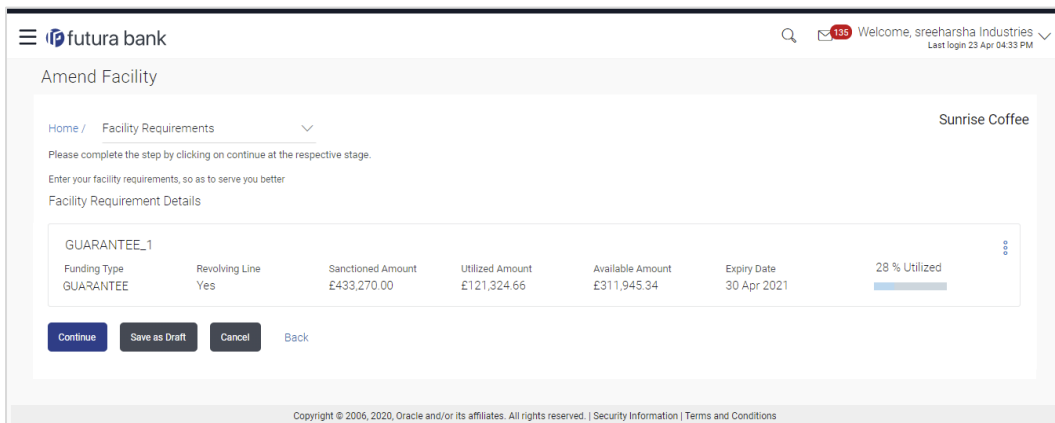 futura bank
135
Welcome, sreeharsha Industries
Last login 23 Apr 04:33 PM
Amend Facility
Sunrise Coffee
Home / Facility Requirements
Please complete the step by clicking on continue at the respective stage.
Enter your facility requirements, so as to serve you better
Facility Requirement Details
GUARANTEE_1
Funding Type Revolving Line Sanctioned Amount Utilized Amount Available Amount Expiry Date 28 % Utilized
GUARANTEE Yes £433,270.00 £121,324.66 £311,945.34 30 Apr 2021
Continue Save as Draft Cancel Back
Copyright © 2006, 2020, Oracle and/or its affiliates. All rights reserved. | Security Information | Terms and Conditions